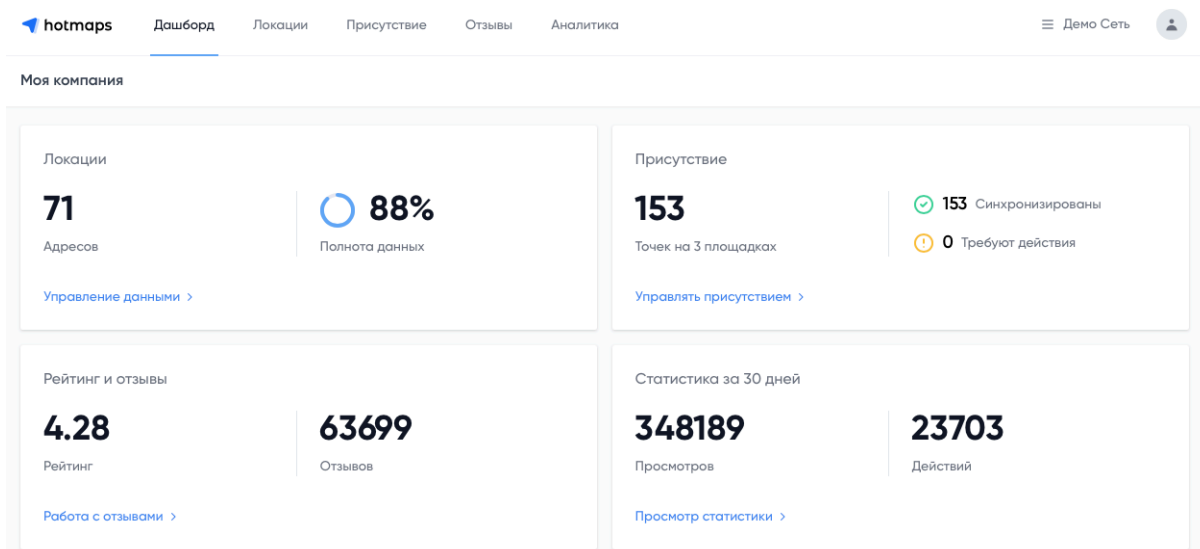 hotmaps Дашборд Локации Присутствие Отзывы Аналитика Демо Сеть
Моя компания
Локации
71
Адресов
88%
Полнота данных
Управление данными
Присутствие
153
Точек на 3 площадках
153 Синхронизированы
0 Требуют действия
Управлять присутствием
Рейтинг и отзывы
4.28
Рейтинг
63699
Отзывов
Работа с отзывами
Статистика за 30 дней
348189
Просмотров
23703
Действий
Просмотр статистики